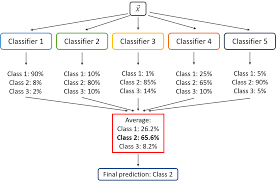 x⃗
Classifier 1 Classifier 2 Classifier 3 Classifier 4 Classifier 5
Class 1: 90% Class 1: 10% Class 1: 1% Class 1: 25% Class 1: 5%
Class 2: 8% Class 2: 80% Class 2: 85% Class 2: 65% Class 2: 90%
Class 3: 2% Class 3: 10% Class 3: 14% Class 3: 10% Class 3: 5%
Average:
Class 1: 26.2%
Class 2: 65.6%
Class 3: 8.2%
Final prediction: Class 2